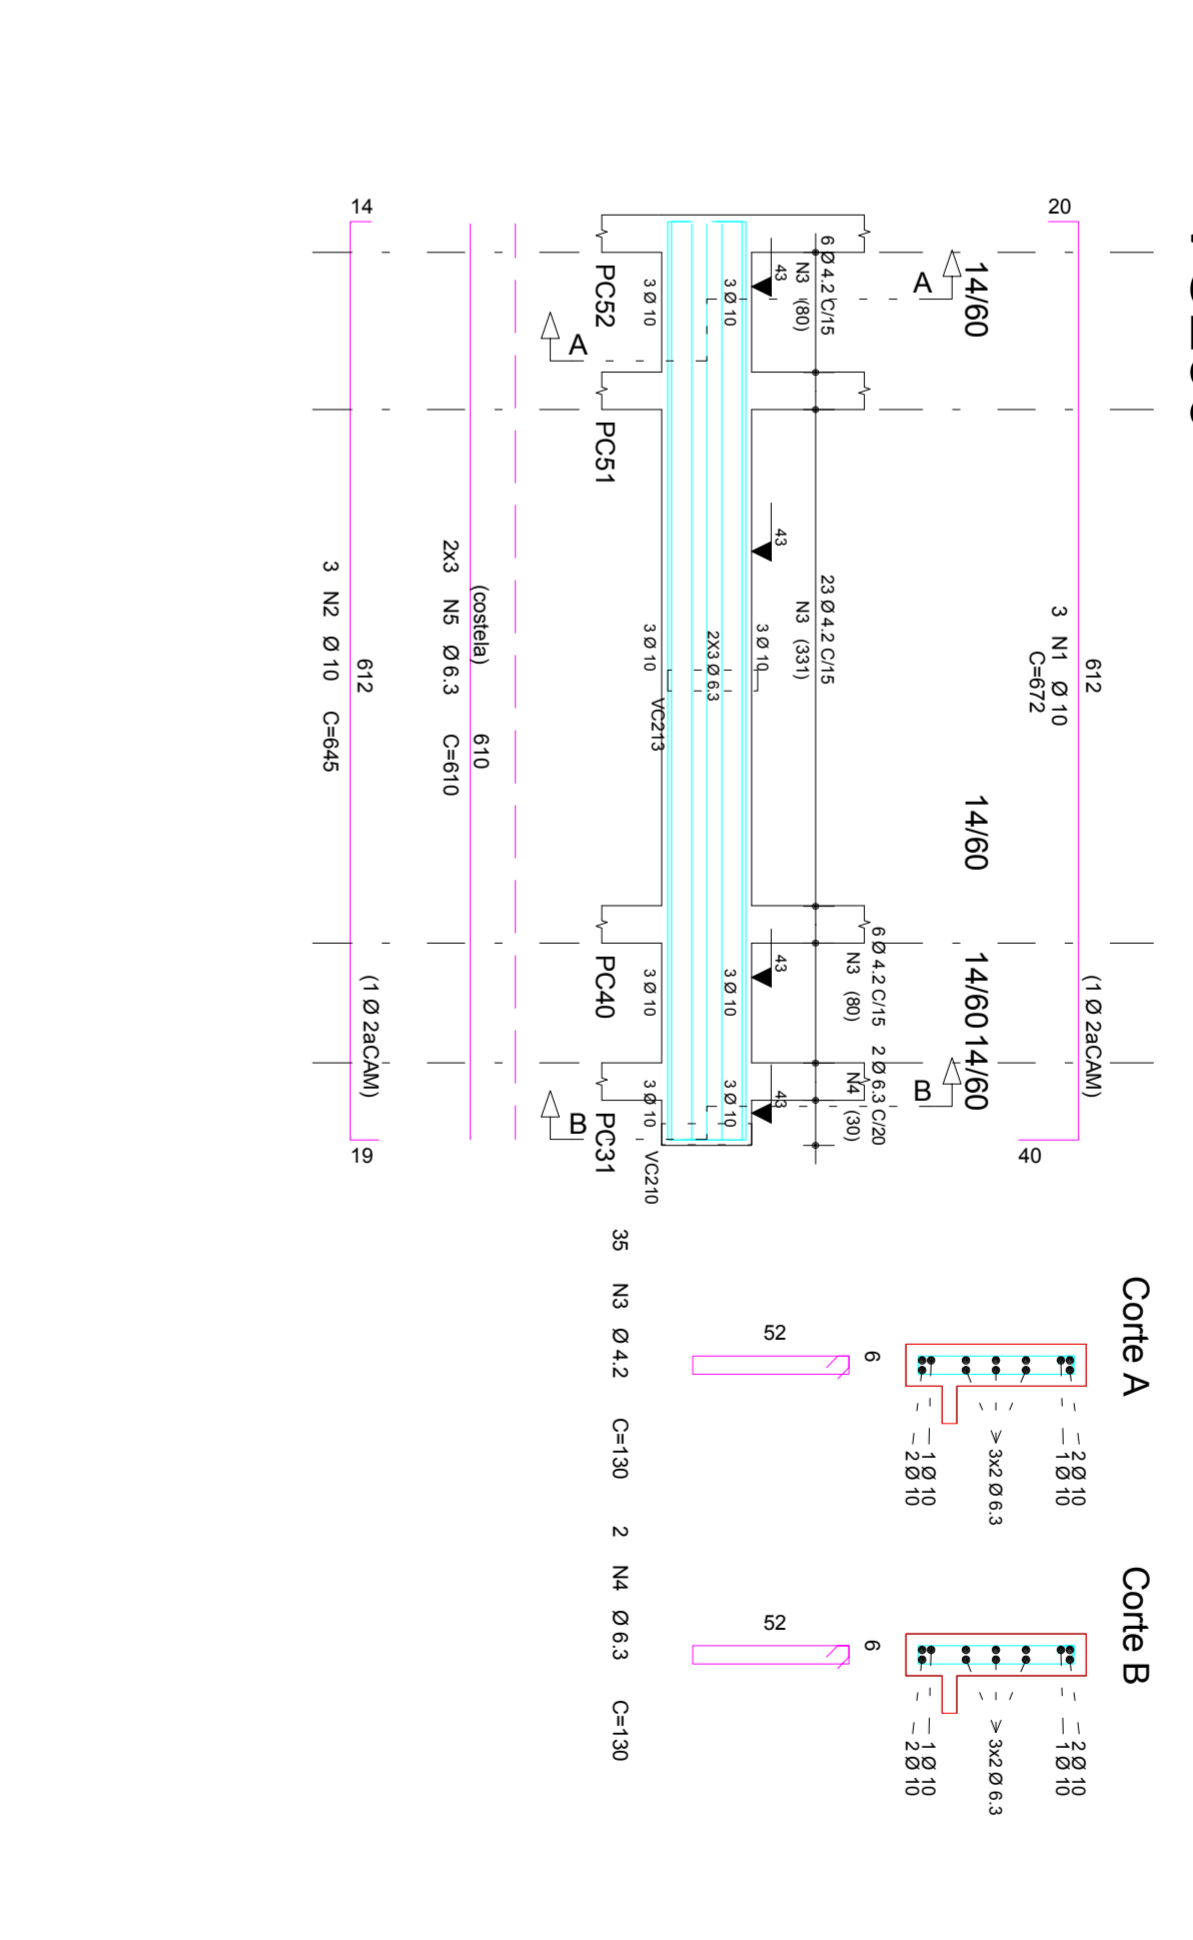 20
612
40
3 N1 Ø 10
C=672
(1 Ø 2aCAM)
14/60
14/60
14/60
14/60
A
B
6 Ø 4.2 C/15
N3 (80)
23 Ø 4.2 C/15
N3 (331)
6 Ø 4.2 C/15
N3 (80)
2 Ø 6.3 C/20
N4 (30)
43
43
43
43
3 Ø 10
3 Ø 10
3 Ø 10
3 Ø 10
2X3 Ø 6.3
3 Ø 10
3 Ø 10
3 Ø 10
3 Ø 10
VC213
VC210
PC52
PC51
PC40
PC31
A
B
(costela)
610
2x3 N5 Ø 6.3 C=610
14
612
19
(1 Ø 2aCAM)
3 N2 Ø 10 C=645
Corte A
2 Ø 10
1 Ø 10
3x2 Ø 6.3
1 Ø 10
2 Ø 10
6
52
35 N3 Ø 4.2 C=130
Corte B
2 Ø 10
1 Ø 10
3x2 Ø 6.3
1 Ø 10
2 Ø 10
6
52
2 N4 Ø 6.3 C=130